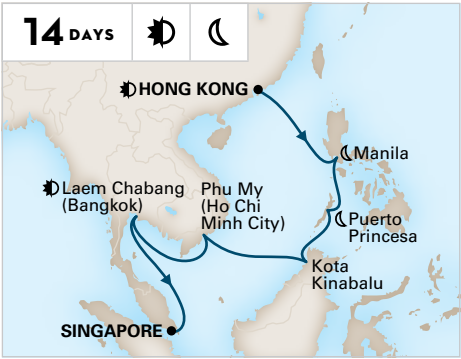 14 DAYS
HONG KONG
Manila
Laem Chabang
(Bangkok)
Phu My
(Ho Chi
Minh City)
Puerto
Princesa
Kota
Kinabalu
SINGAPORE